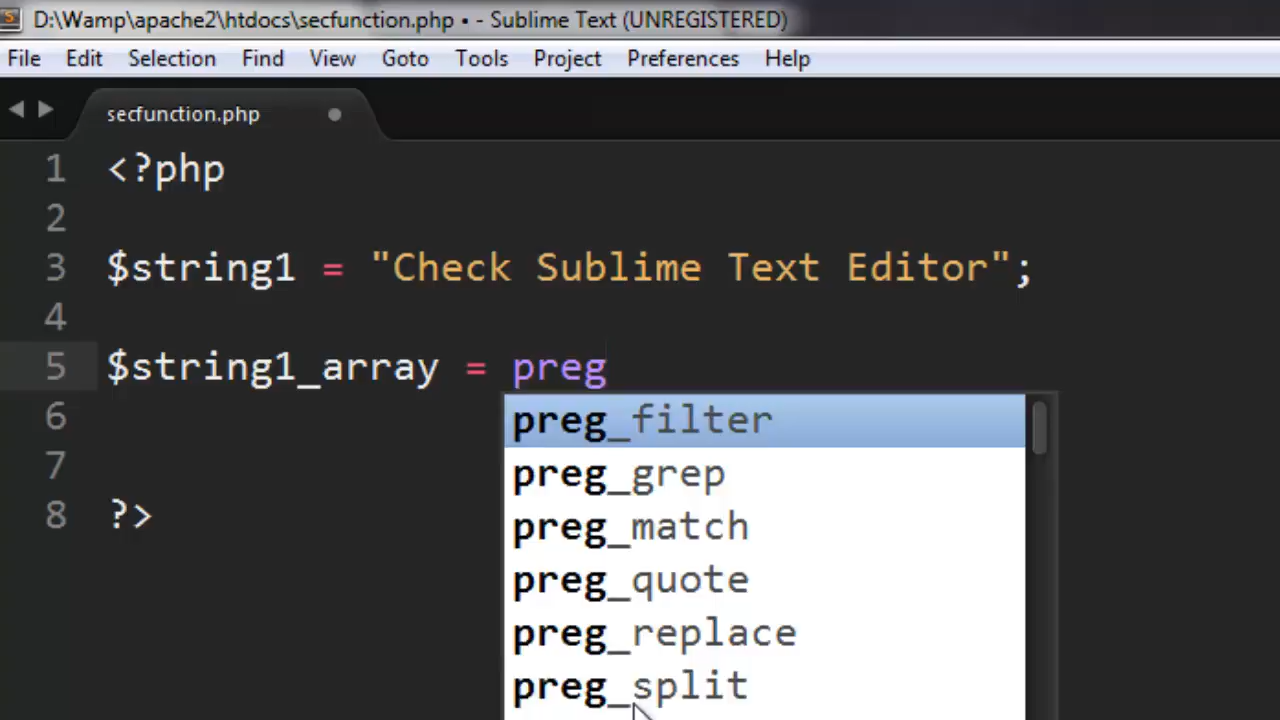 D:\Wamp\apache2\htdocs\secfunction.php • - Sublime Text (UNREGISTERED)
File Edit Selection Find View Goto Tools Project Preferences Help
secfunction.php
1 <?php
2
3 $string1 = "Check Sublime Text Editor";
4
5 $string1_array = preg
6
7
8 ?>
preg_filter
preg_grep
preg_match
preg_quote
preg_replace
preg_split